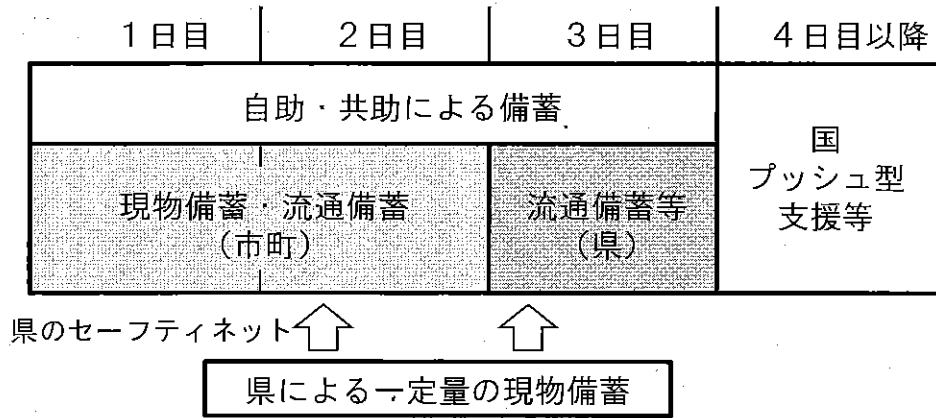 1日目 2日目 3日目 4日目以降
自助・共助による備蓄
現物備蓄・流通備蓄
(市町)
流通備蓄等
(県)
国
プッシュ型
支援等
県のセーフティネット
県による一定量の現物備蓄